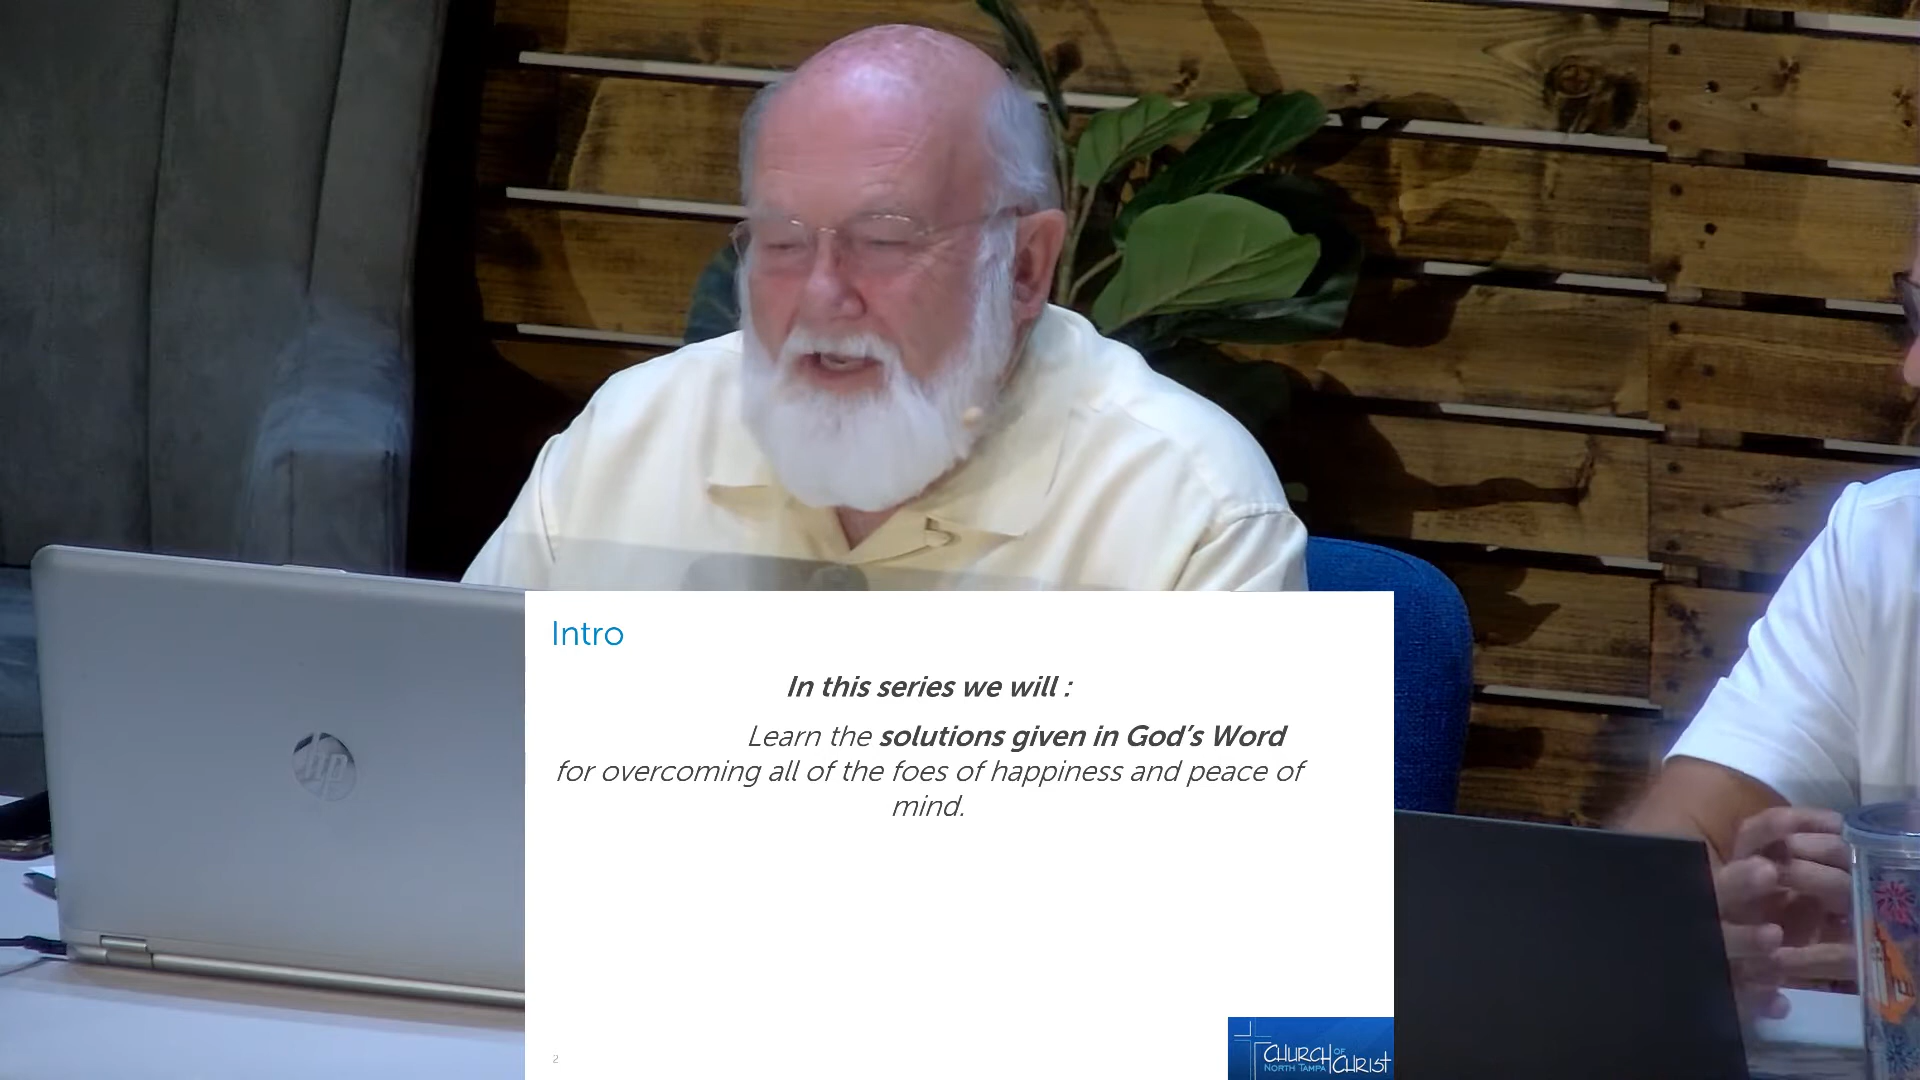 hp
Intro
In this series we will :
Learn the solutions given in God's Word
for overcoming all of the foes of happiness and peace of
mind.
2
CHURCH OF CHRIST
NORTH TAMPA